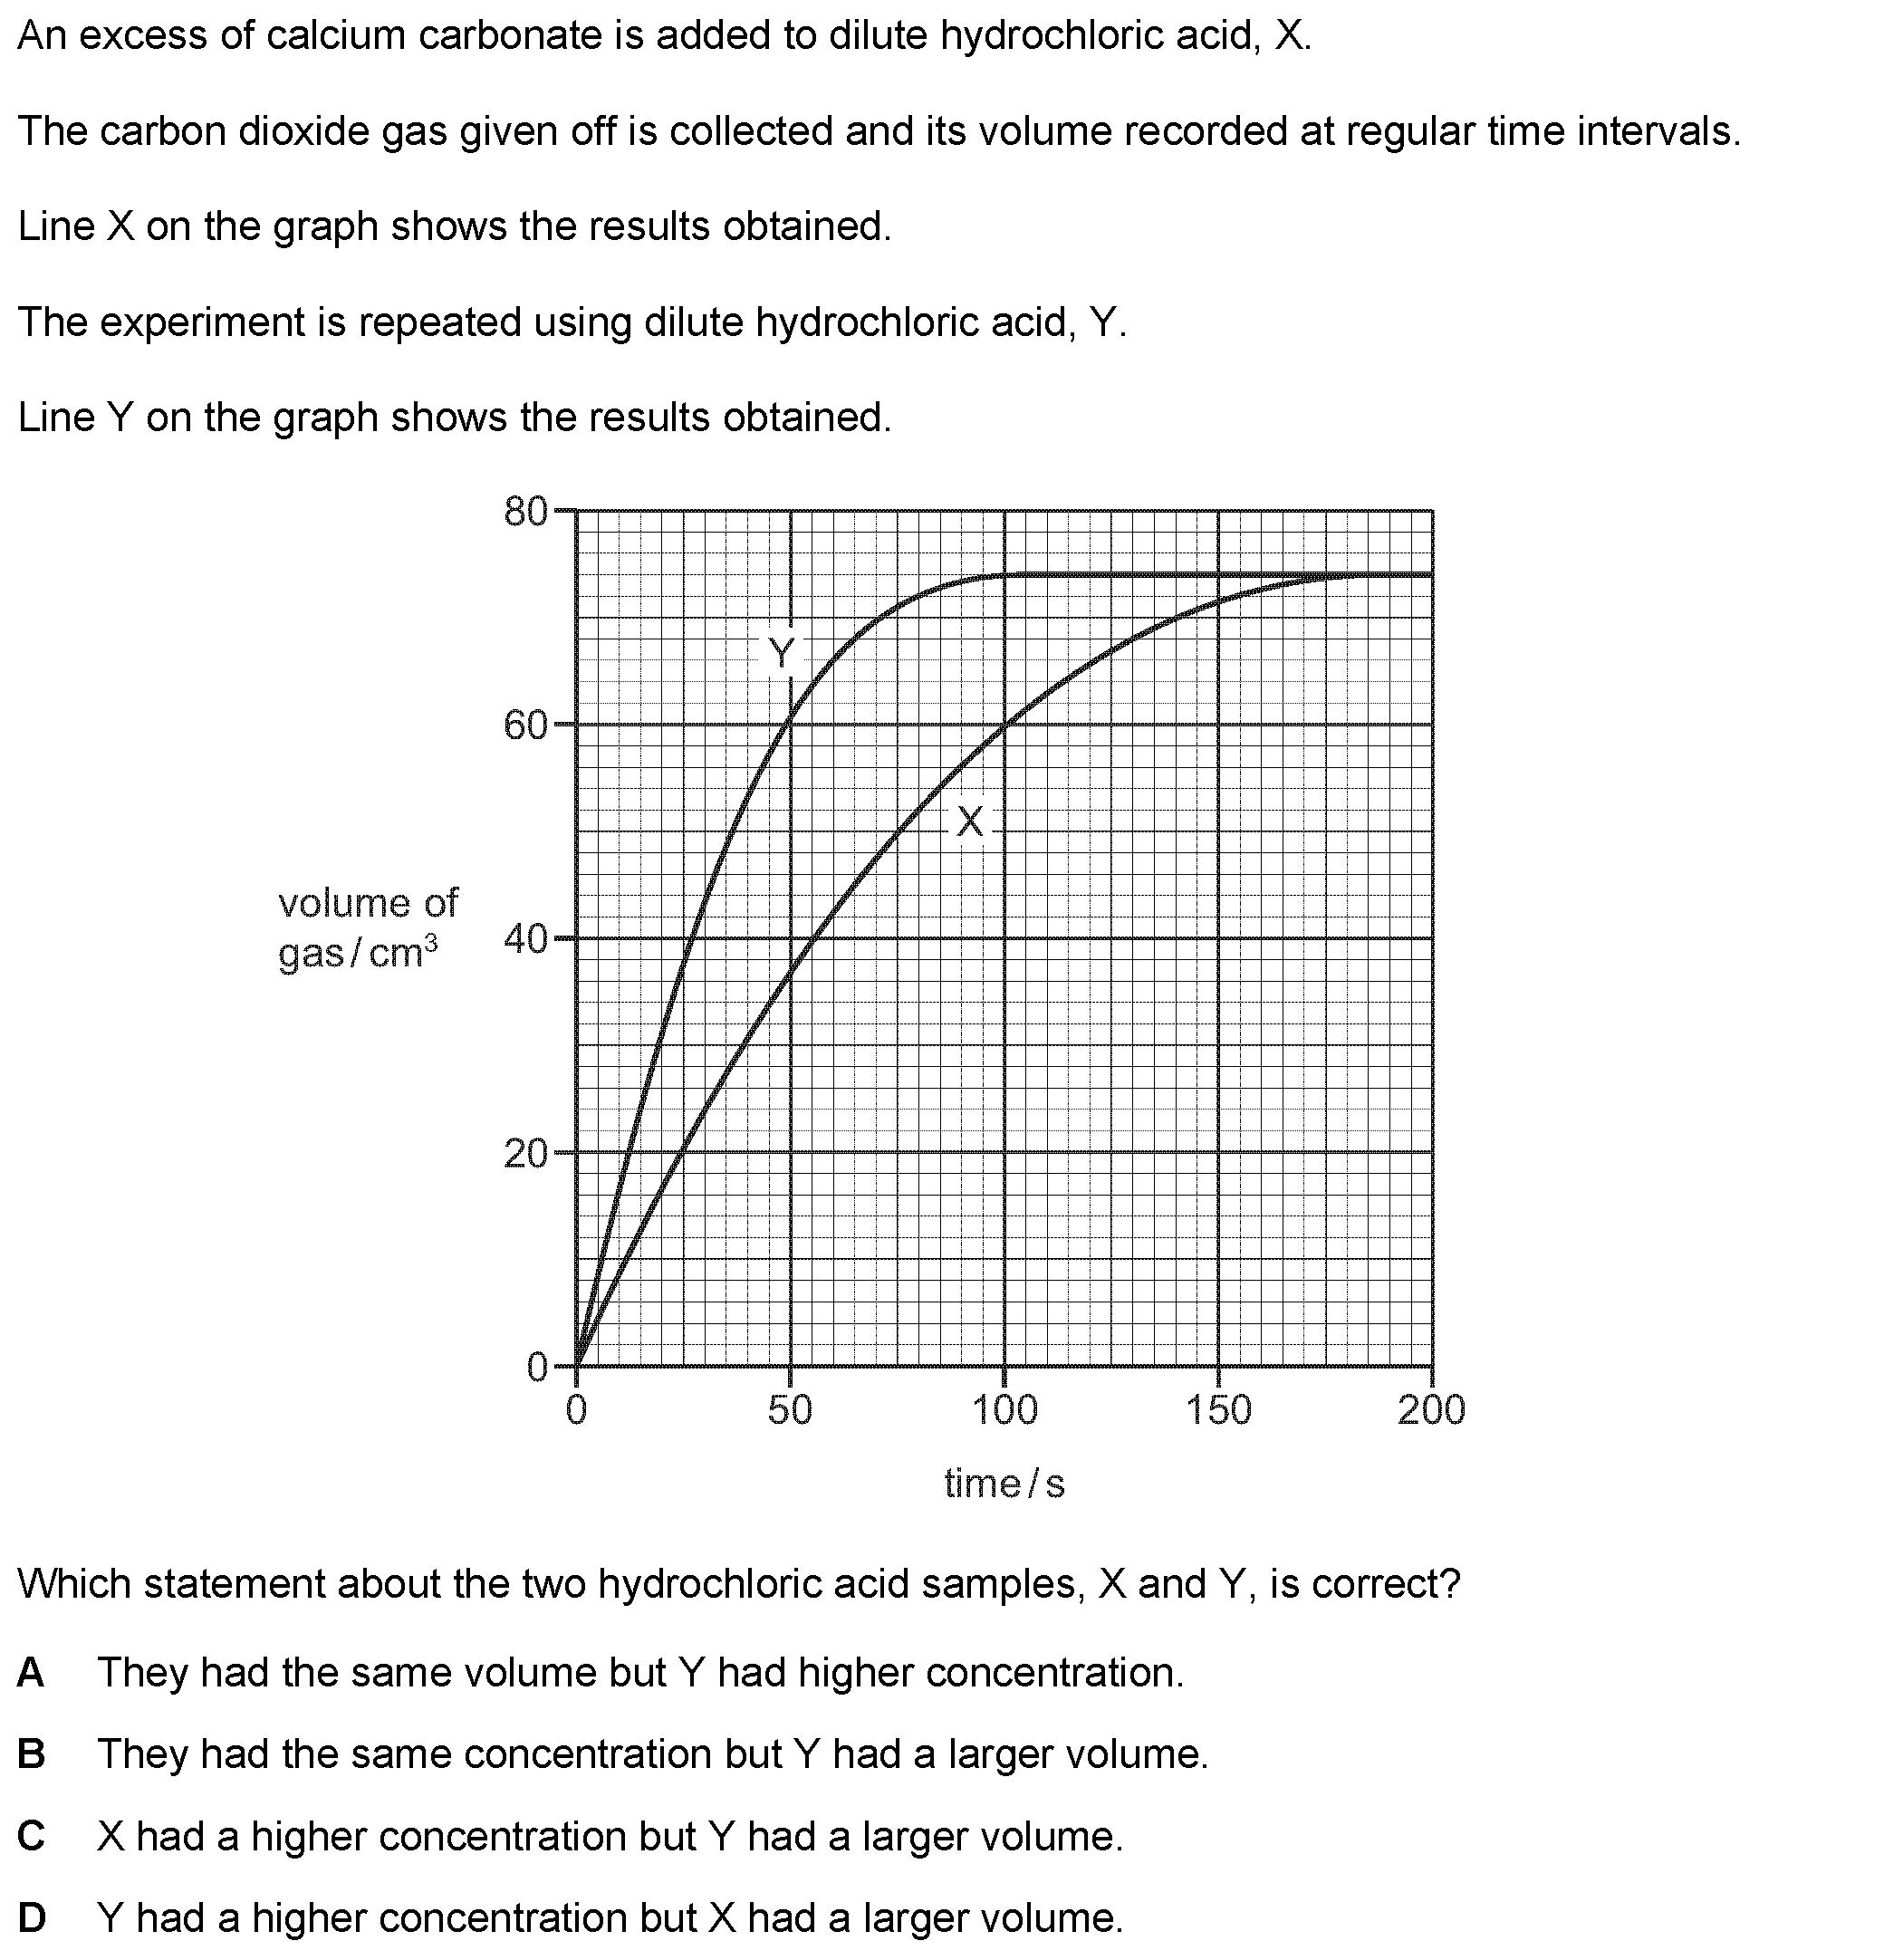 An excess of calcium carbonate is added to dilute hydrochloric acid, X.
The carbon dioxide gas given off is collected and its volume recorded at regular time intervals.
Line X on the graph shows the results obtained.
The experiment is repeated using dilute hydrochloric acid, Y.
Line Y on the graph shows the results obtained.
80
Y
60
X
volume of
gas / cm³
40
20
0
0 50 100 150 200
time / s
Which statement about the two hydrochloric acid samples, X and Y, is correct?
A They had the same volume but Y had higher concentration.
B They had the same concentration but Y had a larger volume.
C X had a higher concentration but Y had a larger volume.
D Y had a higher concentration but X had a larger volume.